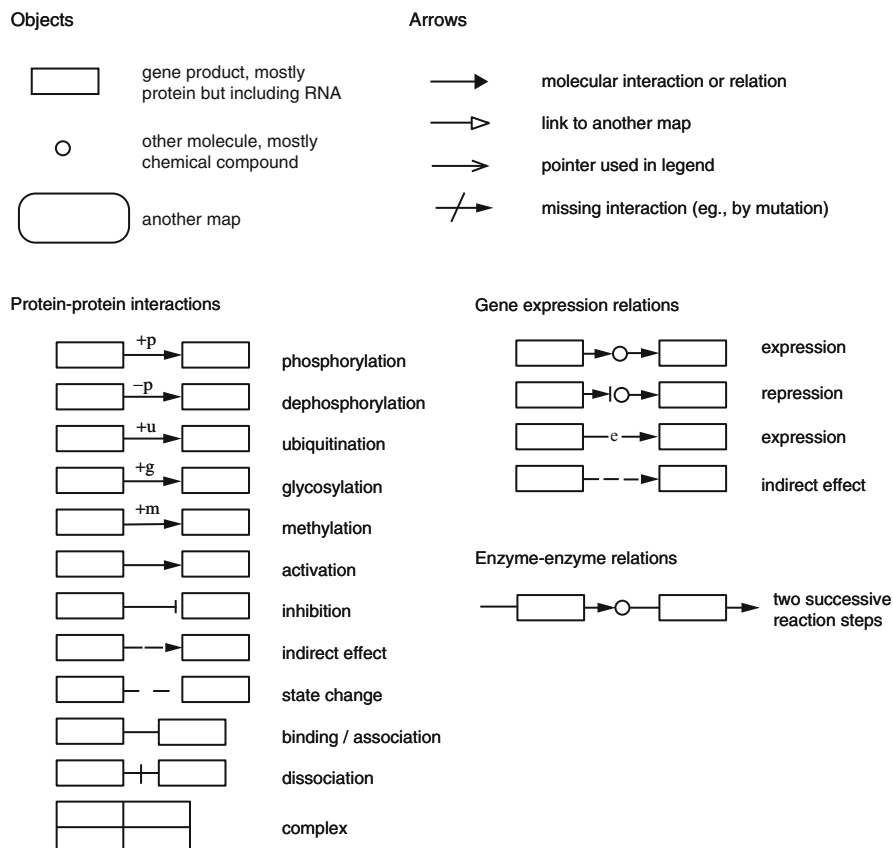 Objects
gene product, mostly
protein but including RNA
other molecule, mostly
chemical compound
another map
Arrows
molecular interaction or relation
link to another map
pointer used in legend
missing interaction (eg., by mutation)
Protein-protein interactions
+p
phosphorylation
−p
dephosphorylation
+u
ubiquitination
+g
glycosylation
+m
methylation
activation
inhibition
indirect effect
state change
binding / association
dissociation
complex
Gene expression relations
expression
repression
e
expression
indirect effect
Enzyme-enzyme relations
two successive
reaction steps